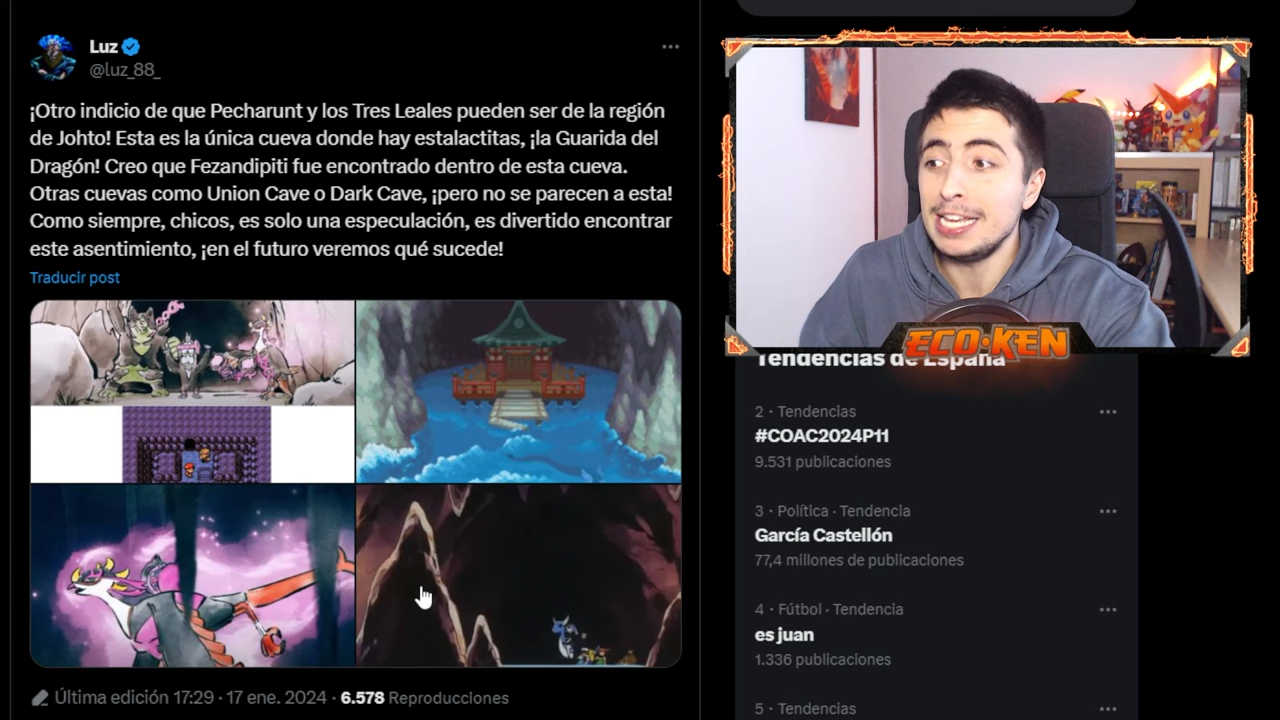 Luz
@luz_88_
¡Otro indicio de que Pecharunt y los Tres Leales pueden ser de la región
de Johto! Esta es la única cueva donde hay estalactitas, ¡la Guarida del
Dragón! Creo que Fezandipiti fue encontrado dentro de esta cueva.
Otras cuevas como Union Cave o Dark Cave, ¡pero no se parecen a esta!
Como siempre, chicos, es solo una especulación, es divertido encontrar
este asentimiento, ¡en el futuro veremos qué sucede!
Traducir post
Última edición 17:29 · 17 ene. 2024 · 6.578 Reproducciones
ECO·KEN
Tendencias de España
2 · Tendencias
#COAC2024P11
9.531 publicaciones
3 · Política · Tendencia
García Castellón
77,4 millones de publicaciones
4 · Fútbol · Tendencia
es juan
1.336 publicaciones
5 · Tendencias